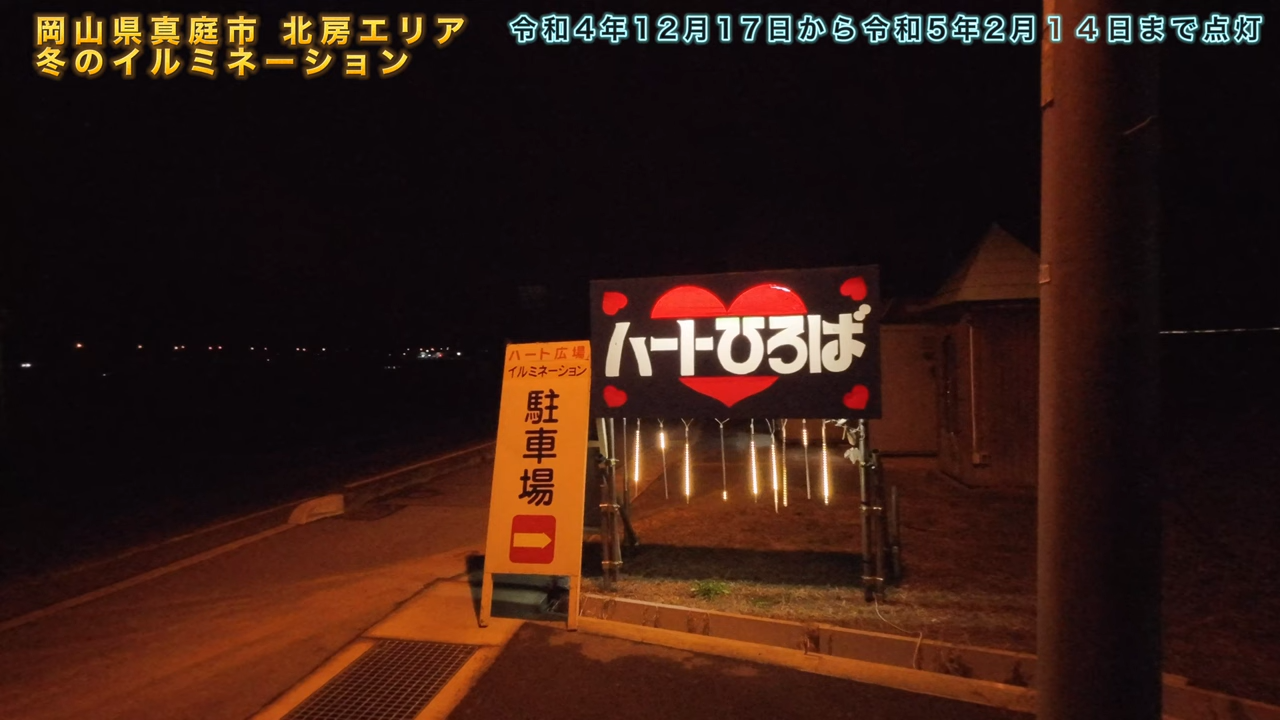 岡山県真庭市 北房エリア
冬のイルミネーション
令和4年12月17日から令和5年2月１４日まで点灯
ハートひろば
ハート広場
イルミネーション
駐車場